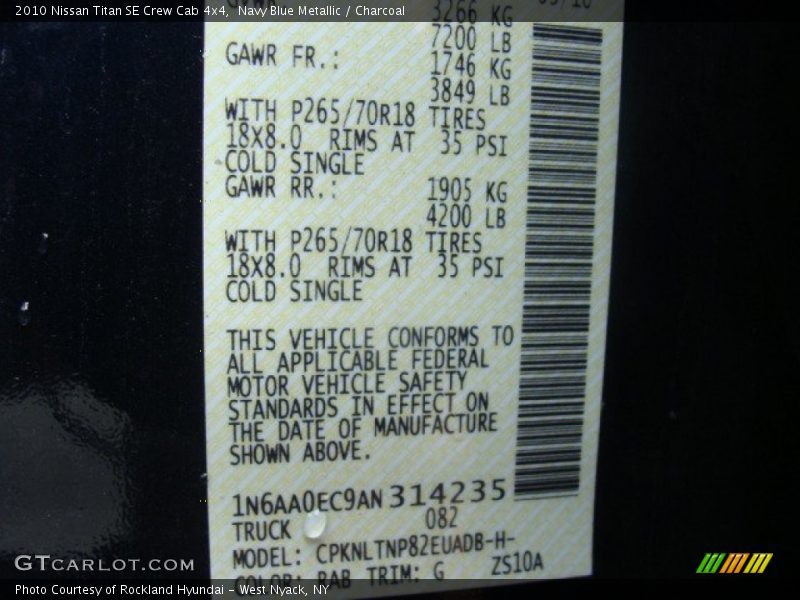 2010 Nissan Titan SE Crew Cab 4x4, Navy Blue Metallic / Charcoal
3266 KG
7200 LB
GAWR FR.: 1746 KG
3849 LB
WITH P265/70R18 TIRES
18X8.0 RIMS AT 35 PSI
COLD SINGLE
GAWR RR.: 1905 KG
4200 LB
WITH P265/70R18 TIRES
18X8.0 RIMS AT 35 PSI
COLD SINGLE
THIS VEHICLE CONFORMS TO
ALL APPLICABLE FEDERAL
MOTOR VEHICLE SAFETY
STANDARDS IN EFFECT ON
THE DATE OF MANUFACTURE
SHOWN ABOVE.
1N6AA0EC9AN314235
TRUCK 082
MODEL: CPKNLTNP82EUADB-H-
ZS10A
COLOR: RAB TRIM: G
GTCARLOT.COM
Photo Courtesy of Rockland Hyundai - West Nyack, NY